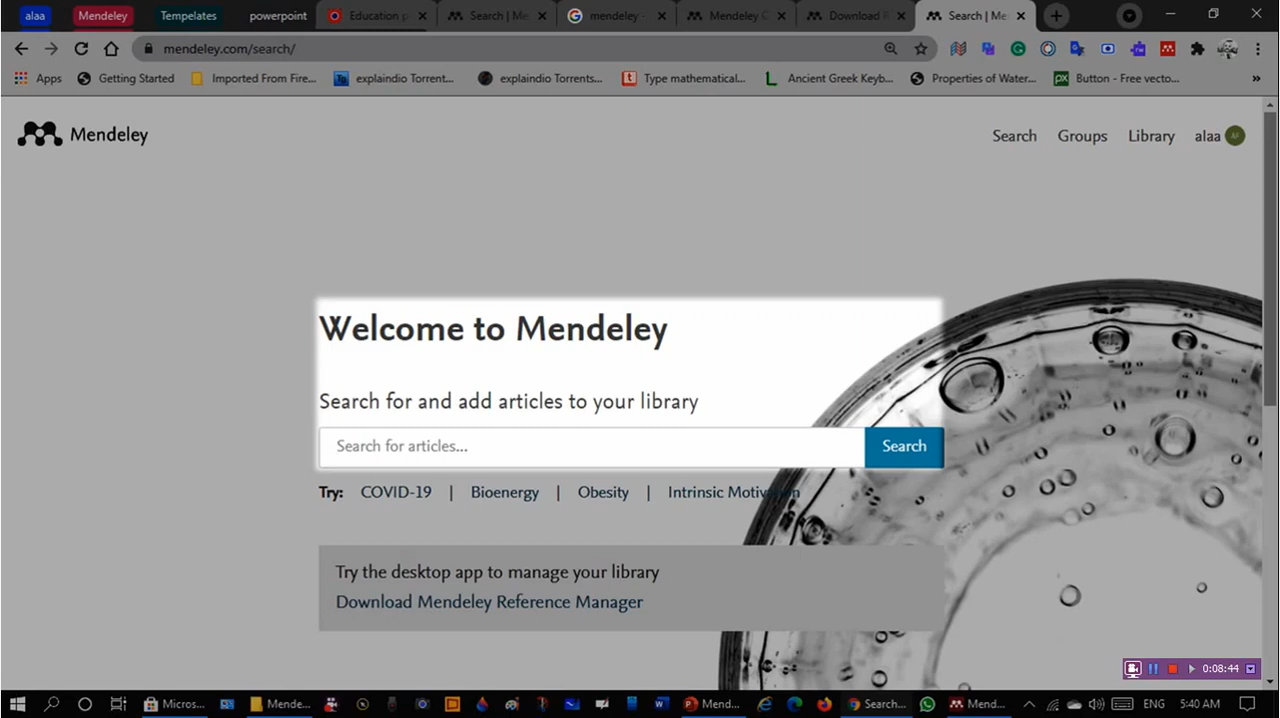 alaa Mendeley Templates powerpoint Education p Search | Me mendeley - Mendeley C Download R Search | Me
mendeley.com/search/
Apps Getting Started Imported From Fire... explaindio Torrent... explaindio Torrents... Type mathematical... Ancient Greek Keyb... Properties of Water... Button - Free vecto... »
Mendeley Search Groups Library alaa
Welcome to Mendeley
Search for and add articles to your library
Search for articles... Search
Try: COVID-19 | Bioenergy | Obesity | Intrinsic Motivation
Try the desktop app to manage your library
Download Mendeley Reference Manager
0:08:44
Micros... Mende... Mend... Search... Mend... ENG 5:40 AM